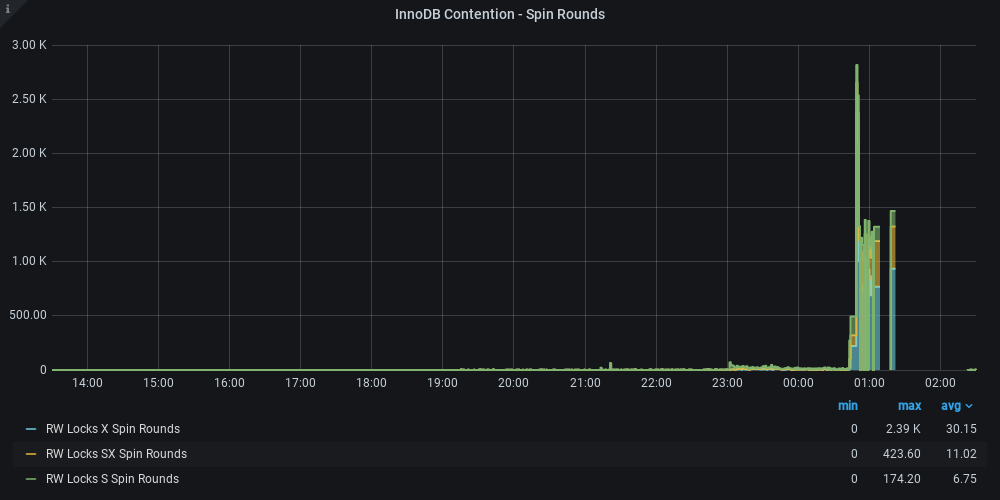 i
InnoDB Contention - Spin Rounds
3.00 K
2.50 K
2.00 K
1.50 K
1.00 K
500.00
0
14:00 15:00 16:00 17:00 18:00 19:00 20:00 21:00 22:00 23:00 00:00 01:00 02:00
min max avg
RW Locks X Spin Rounds 0 2.39 K 30.15
RW Locks SX Spin Rounds 0 423.60 11.02
RW Locks S Spin Rounds 0 174.20 6.75